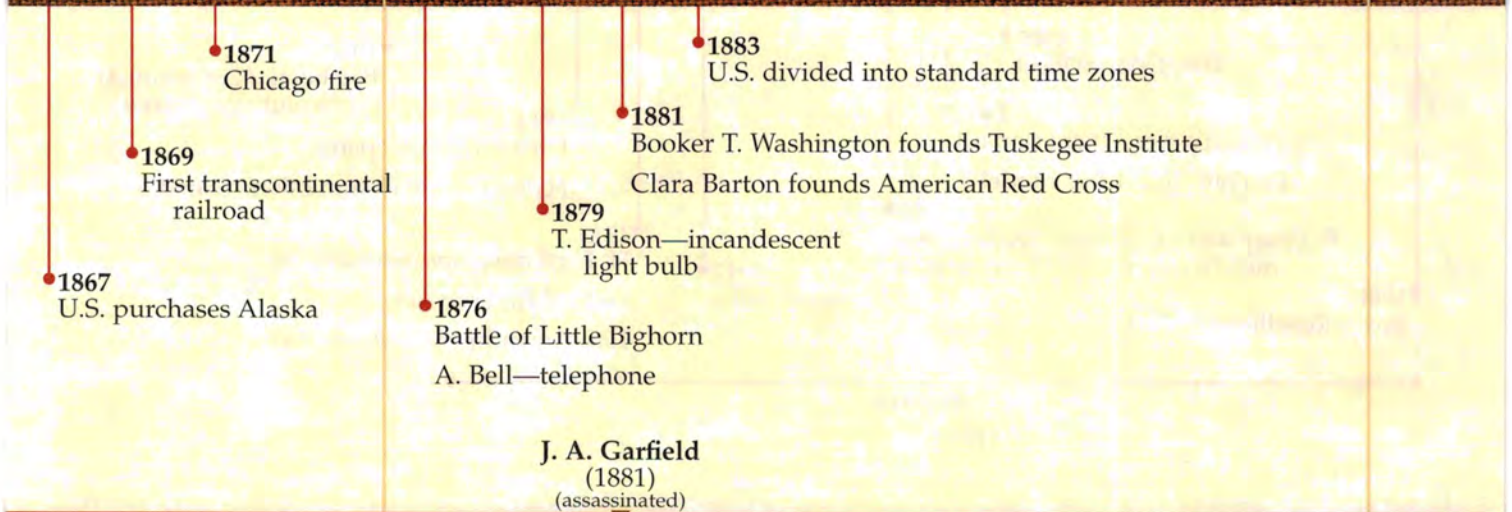 1871
Chicago fire
1883
U.S. divided into standard time zones
1881
Booker T. Washington founds Tuskegee Institute
Clara Barton founds American Red Cross
1869
First transcontinental
railroad
1879
T. Edison—incandescent
light bulb
1867
U.S. purchases Alaska
1876
Battle of Little Bighorn
A. Bell—telephone
J. A. Garfield
(1881)
(assassinated)